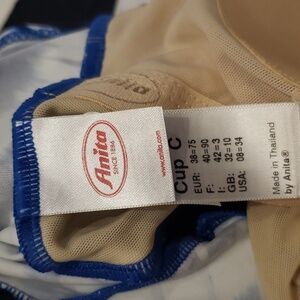 Anita
Anita
SINCE 1886
www.anita.com
Cup C
EUR: 38=75
F: 40=90
I: 42=3
GB: 32=10
USA: 08=34
Made in Thailand
by Anita®